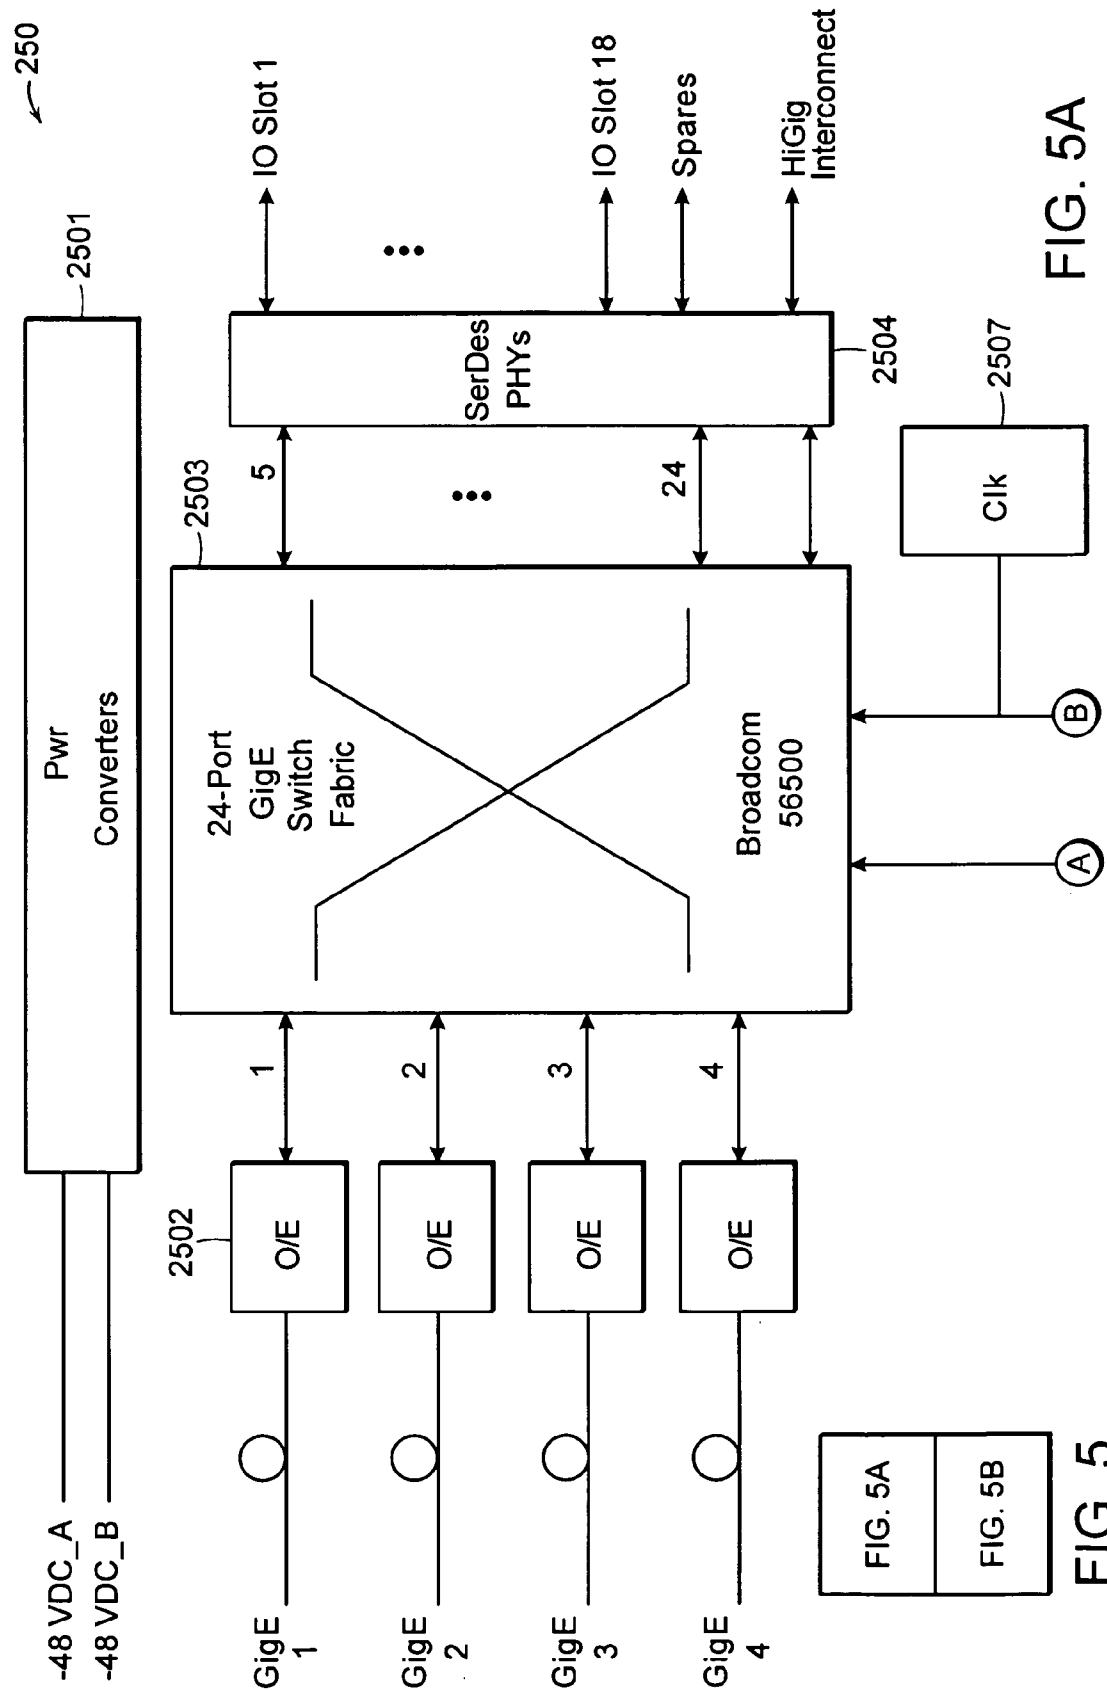 250
2501
Pwr
Converters
-48 VDC_A
-48 VDC_B
2503
24-Port
GigE
Switch
Fabric
Broadcom
56500
2502
GigE
1
O/E
1
GigE
2
O/E
2
GigE
3
O/E
3
GigE
4
O/E
4
5
24
SerDes
PHYs
2504
IO Slot 1
IO Slot 18
Spares
HiGig
Interconnect
Clk
2507
A
B
FIG. 5A
FIG. 5B
FIG. 5
FIG. 5A